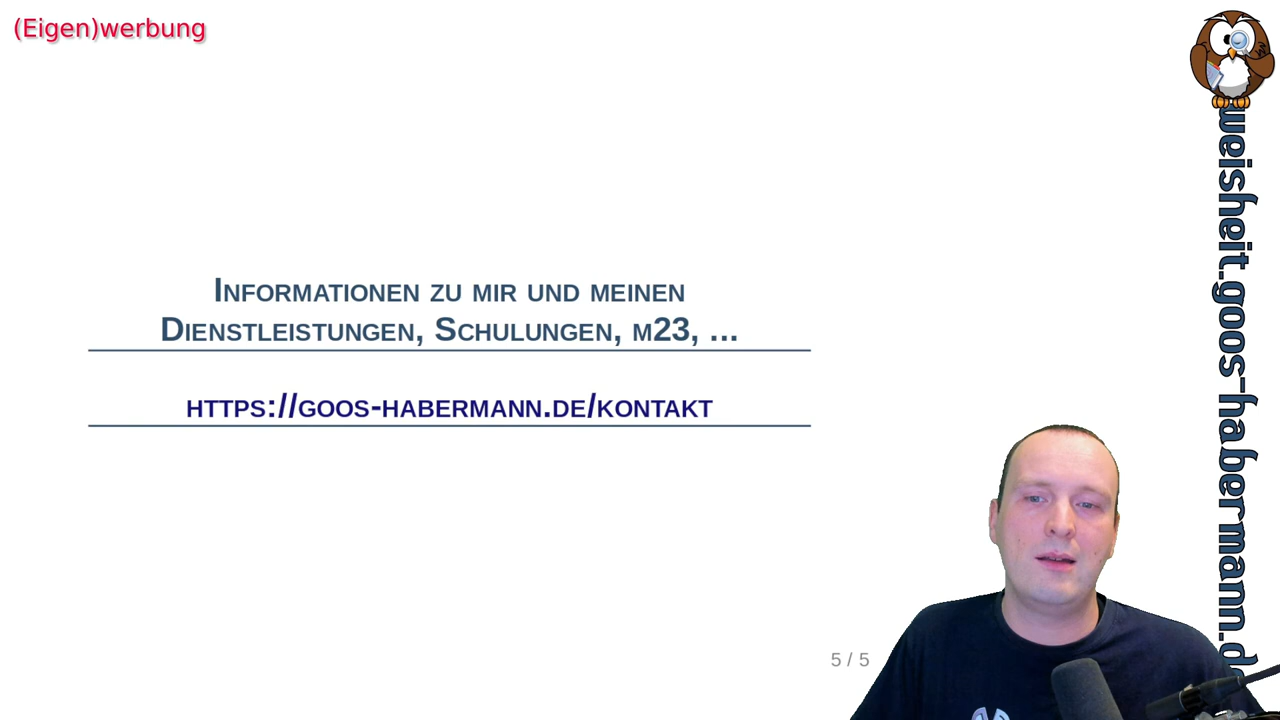 (Eigen)werbung
Informationen zu mir und meinen
Dienstleistungen, Schulungen, m23, ...
https://goos-habermann.de/kontakt
weisheit.goos-habermann.de
5 / 5